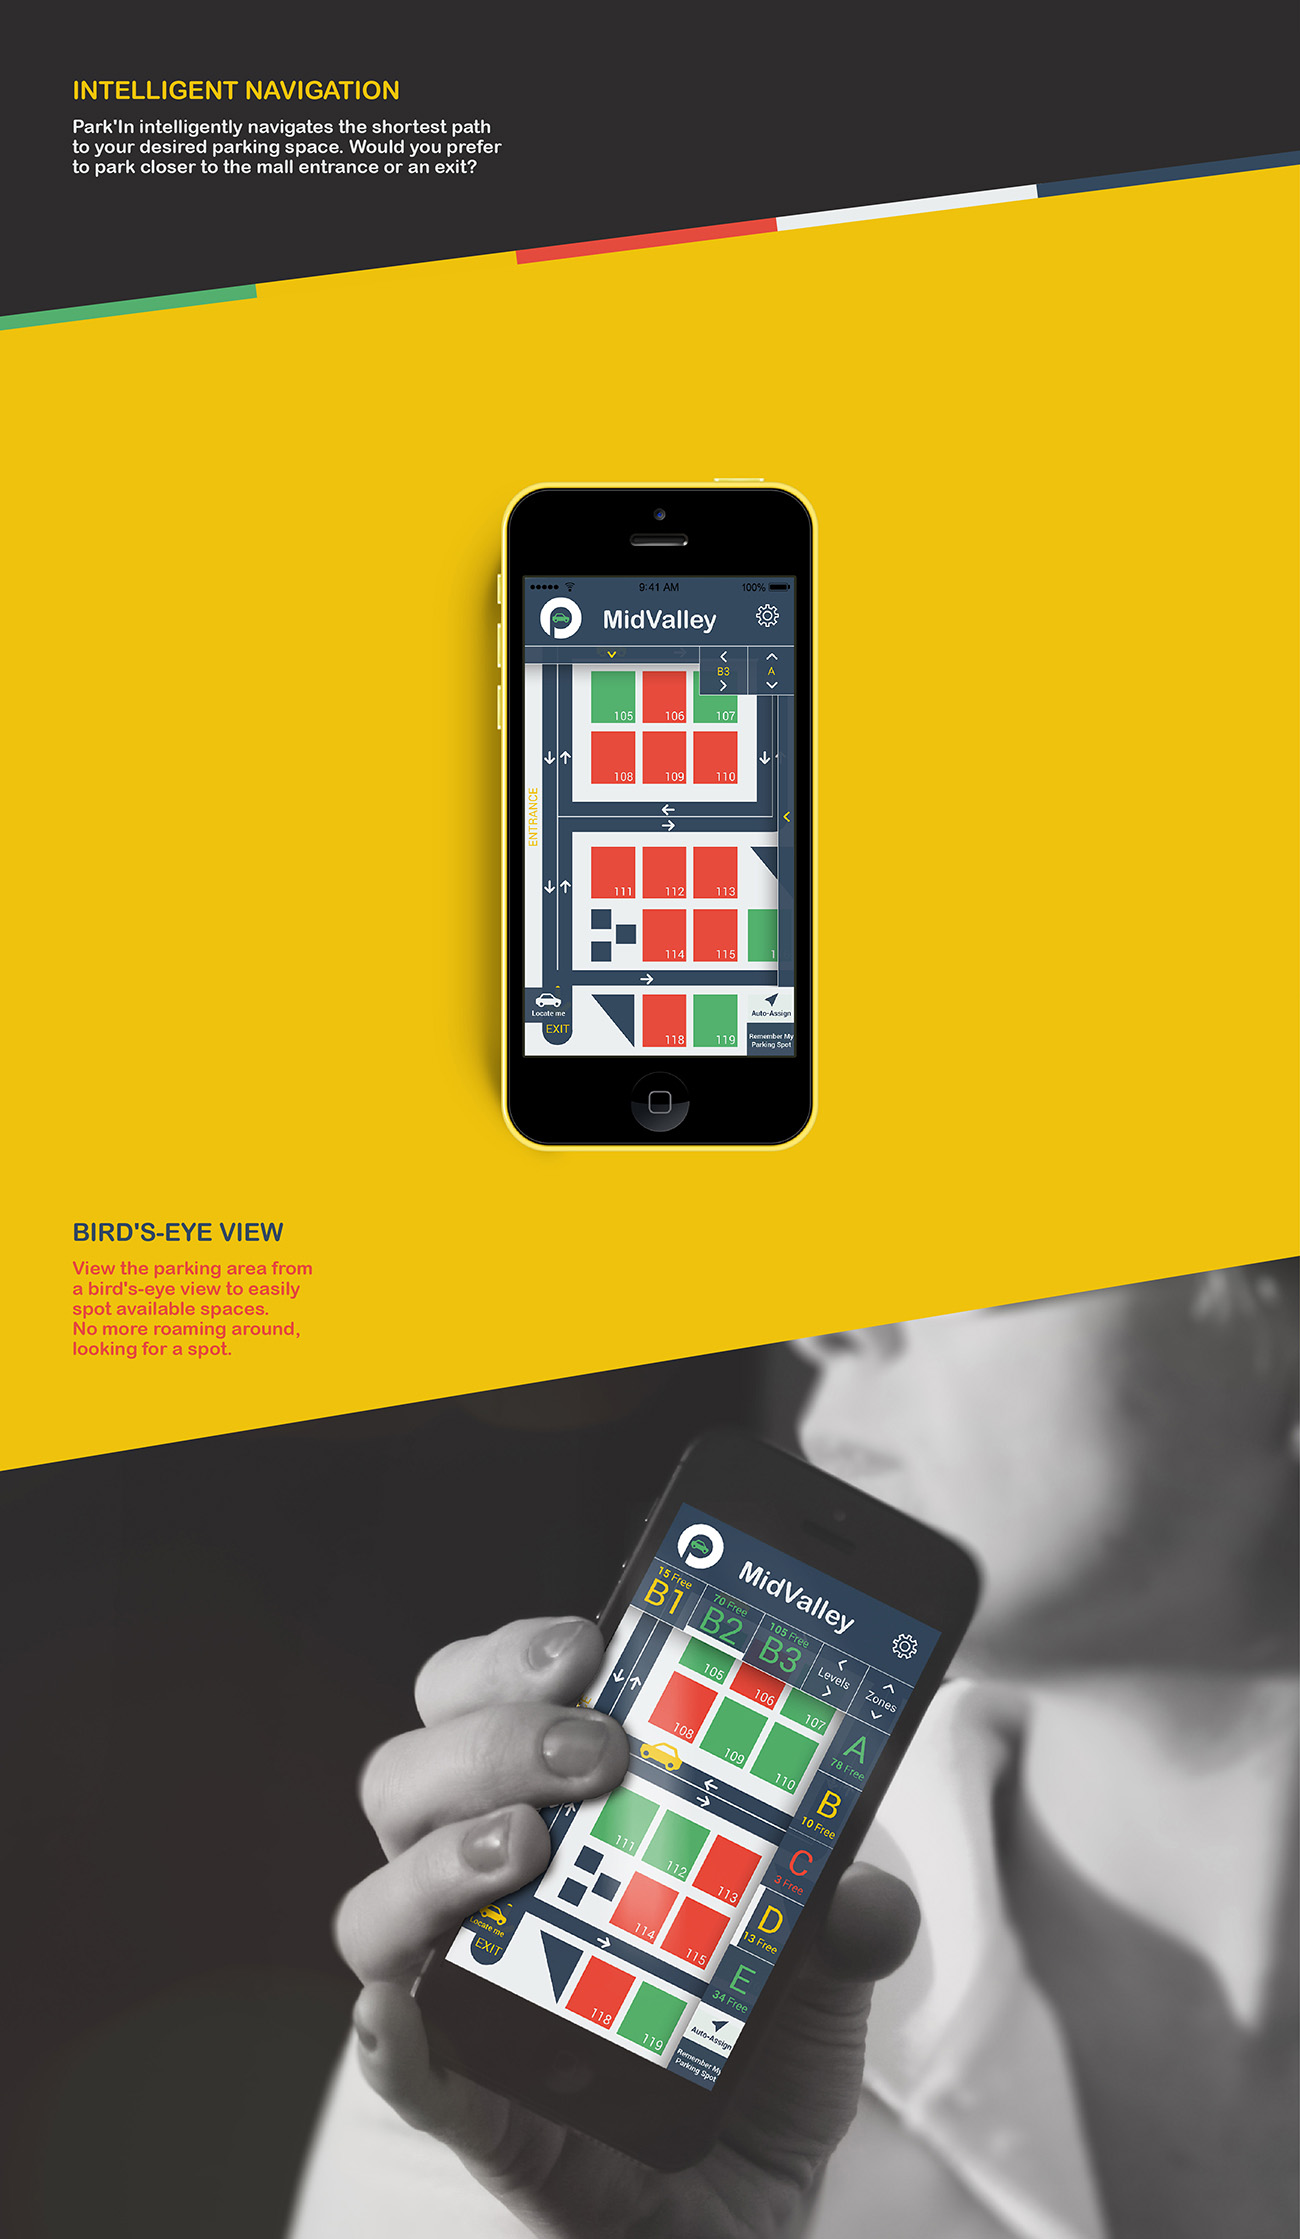 INTELLIGENT NAVIGATION
Park'In intelligently navigates the shortest path
to your desired parking space. Would you prefer
to park closer to the mall entrance or an exit?
9:41 AM
100%
MidValley
B3
A
105
106
107
108
109
110
ENTRANCE
111
112
113
114
115
1
Locate me
EXIT
118
119
Auto-Assign
Remember My
Parking Spot
BIRD'S-EYE VIEW
View the parking area from
a bird's-eye view to easily
spot available spaces.
No more roaming around,
looking for a spot.
MidValley
15 Free
B1
70 Free
B2
105 Free
B3
Levels
Zones
105
106
107
108
109
110
A
78 Free
B
10 Free
C
3 Free
D
13 Free
E
34 Free
111
112
113
114
115
Locate me
EXIT
118
119
Auto-Assign
Remember My
Parking Spot